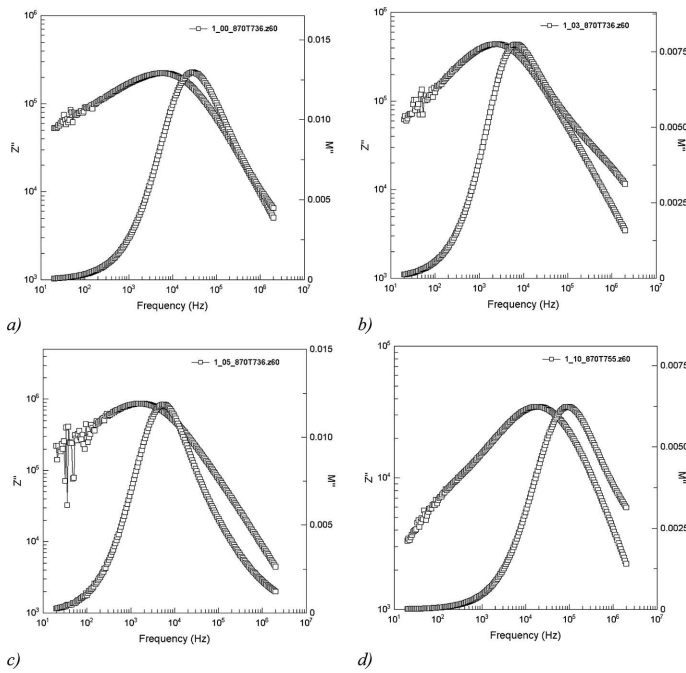 1_00_870T736.z60
10⁶
10⁵
10⁴
10³
Z"
0.015
0.010
0.005
0
M"
10¹ 10² 10³ 10⁴ 10⁵ 10⁶ 10⁷
Frequency (Hz)
a)
1_03_870T736.z60
10⁶
10⁵
10⁴
10³
Z"
0.0075
0.0050
0.0025
0
M"
10¹ 10² 10³ 10⁴ 10⁵ 10⁶ 10⁷
Frequency (Hz)
b)
1_05_870T736.z60
10⁶
10⁵
10⁴
10³
Z"
0.015
0.010
0.005
0
M"
10¹ 10² 10³ 10⁴ 10⁵ 10⁶ 10⁷
Frequency (Hz)
c)
1_10_870T755.z60
10⁴
10³
Z"
0.0075
0.0050
0.0025
0
M"
10¹ 10² 10³ 10⁴ 10⁵ 10⁶ 10⁷
Frequency (Hz)
d)